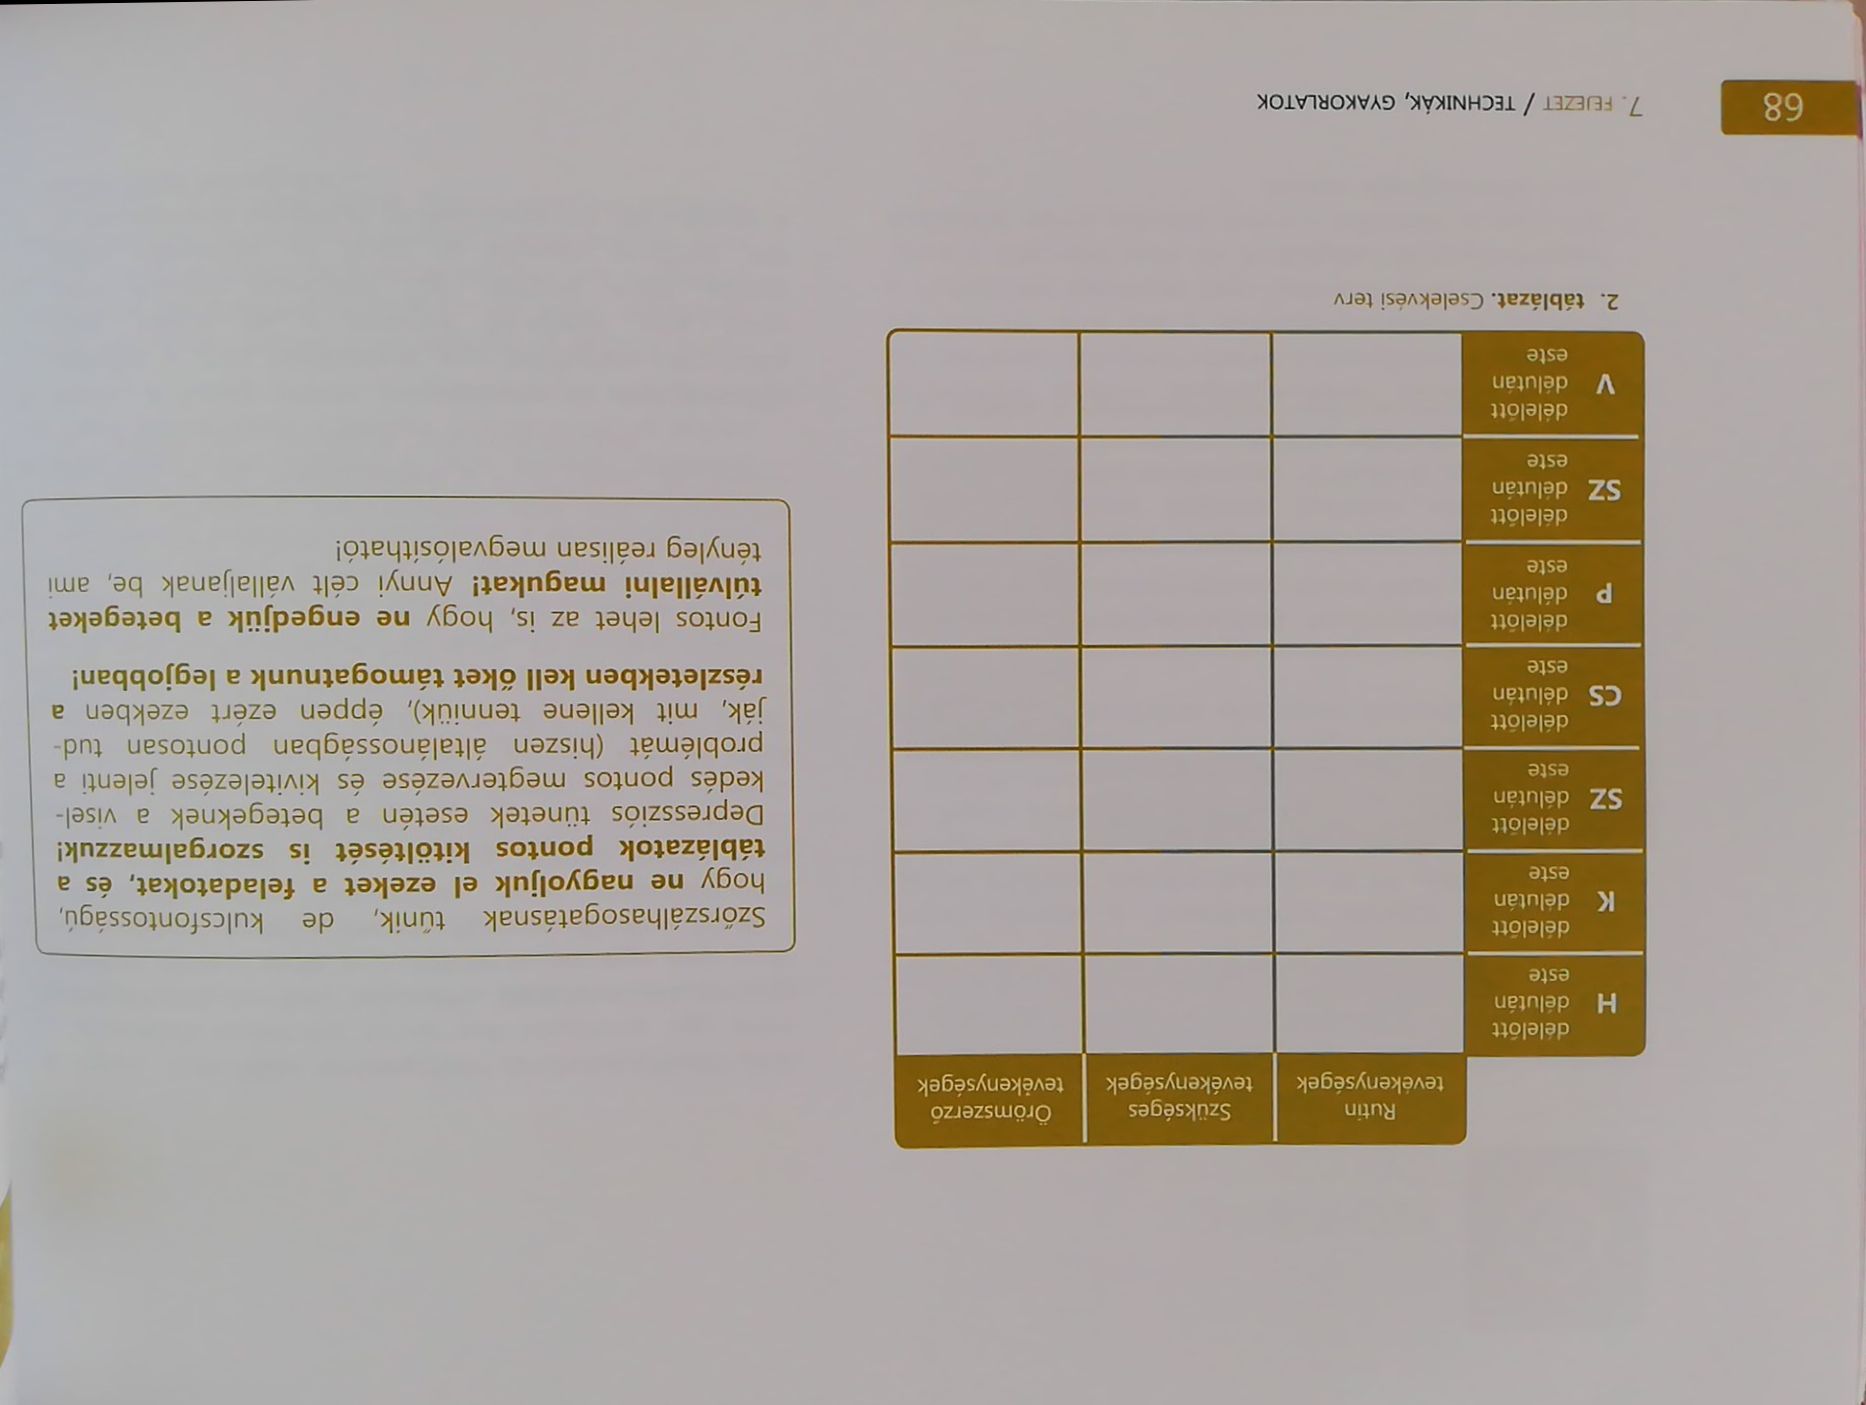 Rutin Szükséges Örömszerző
tevékenységek tevékenységek tevékenységek
délelőtt
H délután
este
délelőtt
K délután
este
délelőtt
SZ délután
este
délelőtt
CS délután
este
délelőtt
P délután
este
délelőtt
SZ délután
este
délelőtt
V délután
este
2. táblázat. Cselekvési terv
Szőrszálhasogatásnak tűnik, de kulcsfontosságú,
hogy ne nagyoljuk el ezeket a feladatokat, és a
táblázatok pontos kitöltését is szorgalmazzuk!
Depressziós tünetek esetén a betegeknek a visel-
kedés pontos megtervezése és kivitelezése jelenti a
problémát (hiszen általánosságban pontosan tud-
ják, mit kellene tenniük), éppen ezért ezekben a
részletekben kell őket támogatnunk a legjobban!
Fontos lehet az is, hogy ne engedjük a betegeket
túlvállalni magukat! Annyi célt vállaljanak be, ami
tényleg reálisan megvalósítható!
68
7. FEJEZET / TECHNIKÁK, GYAKORLATOK